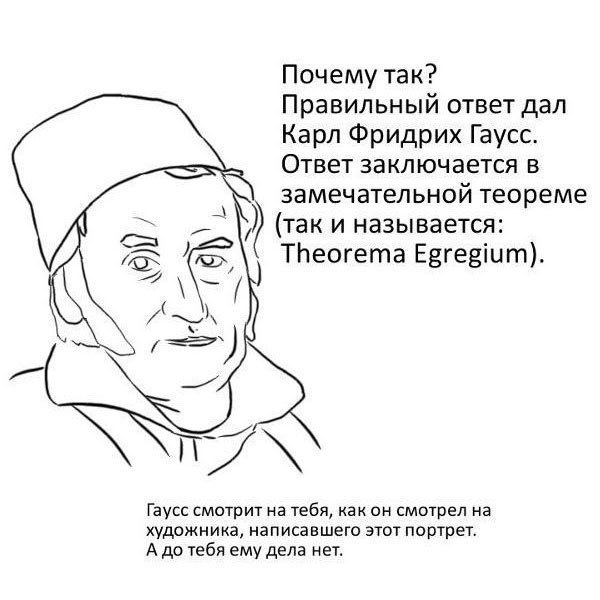 Почему так?
Правильный ответ дал
Карл Фридрих Гаусс.
Ответ заключается в
замечательной теореме
(так и называется:
Theorema Egregium).
Гаусс смотрит на тебя, как он смотрел на
художника, написавшего этот портрет.
А до тебя ему дела нет.